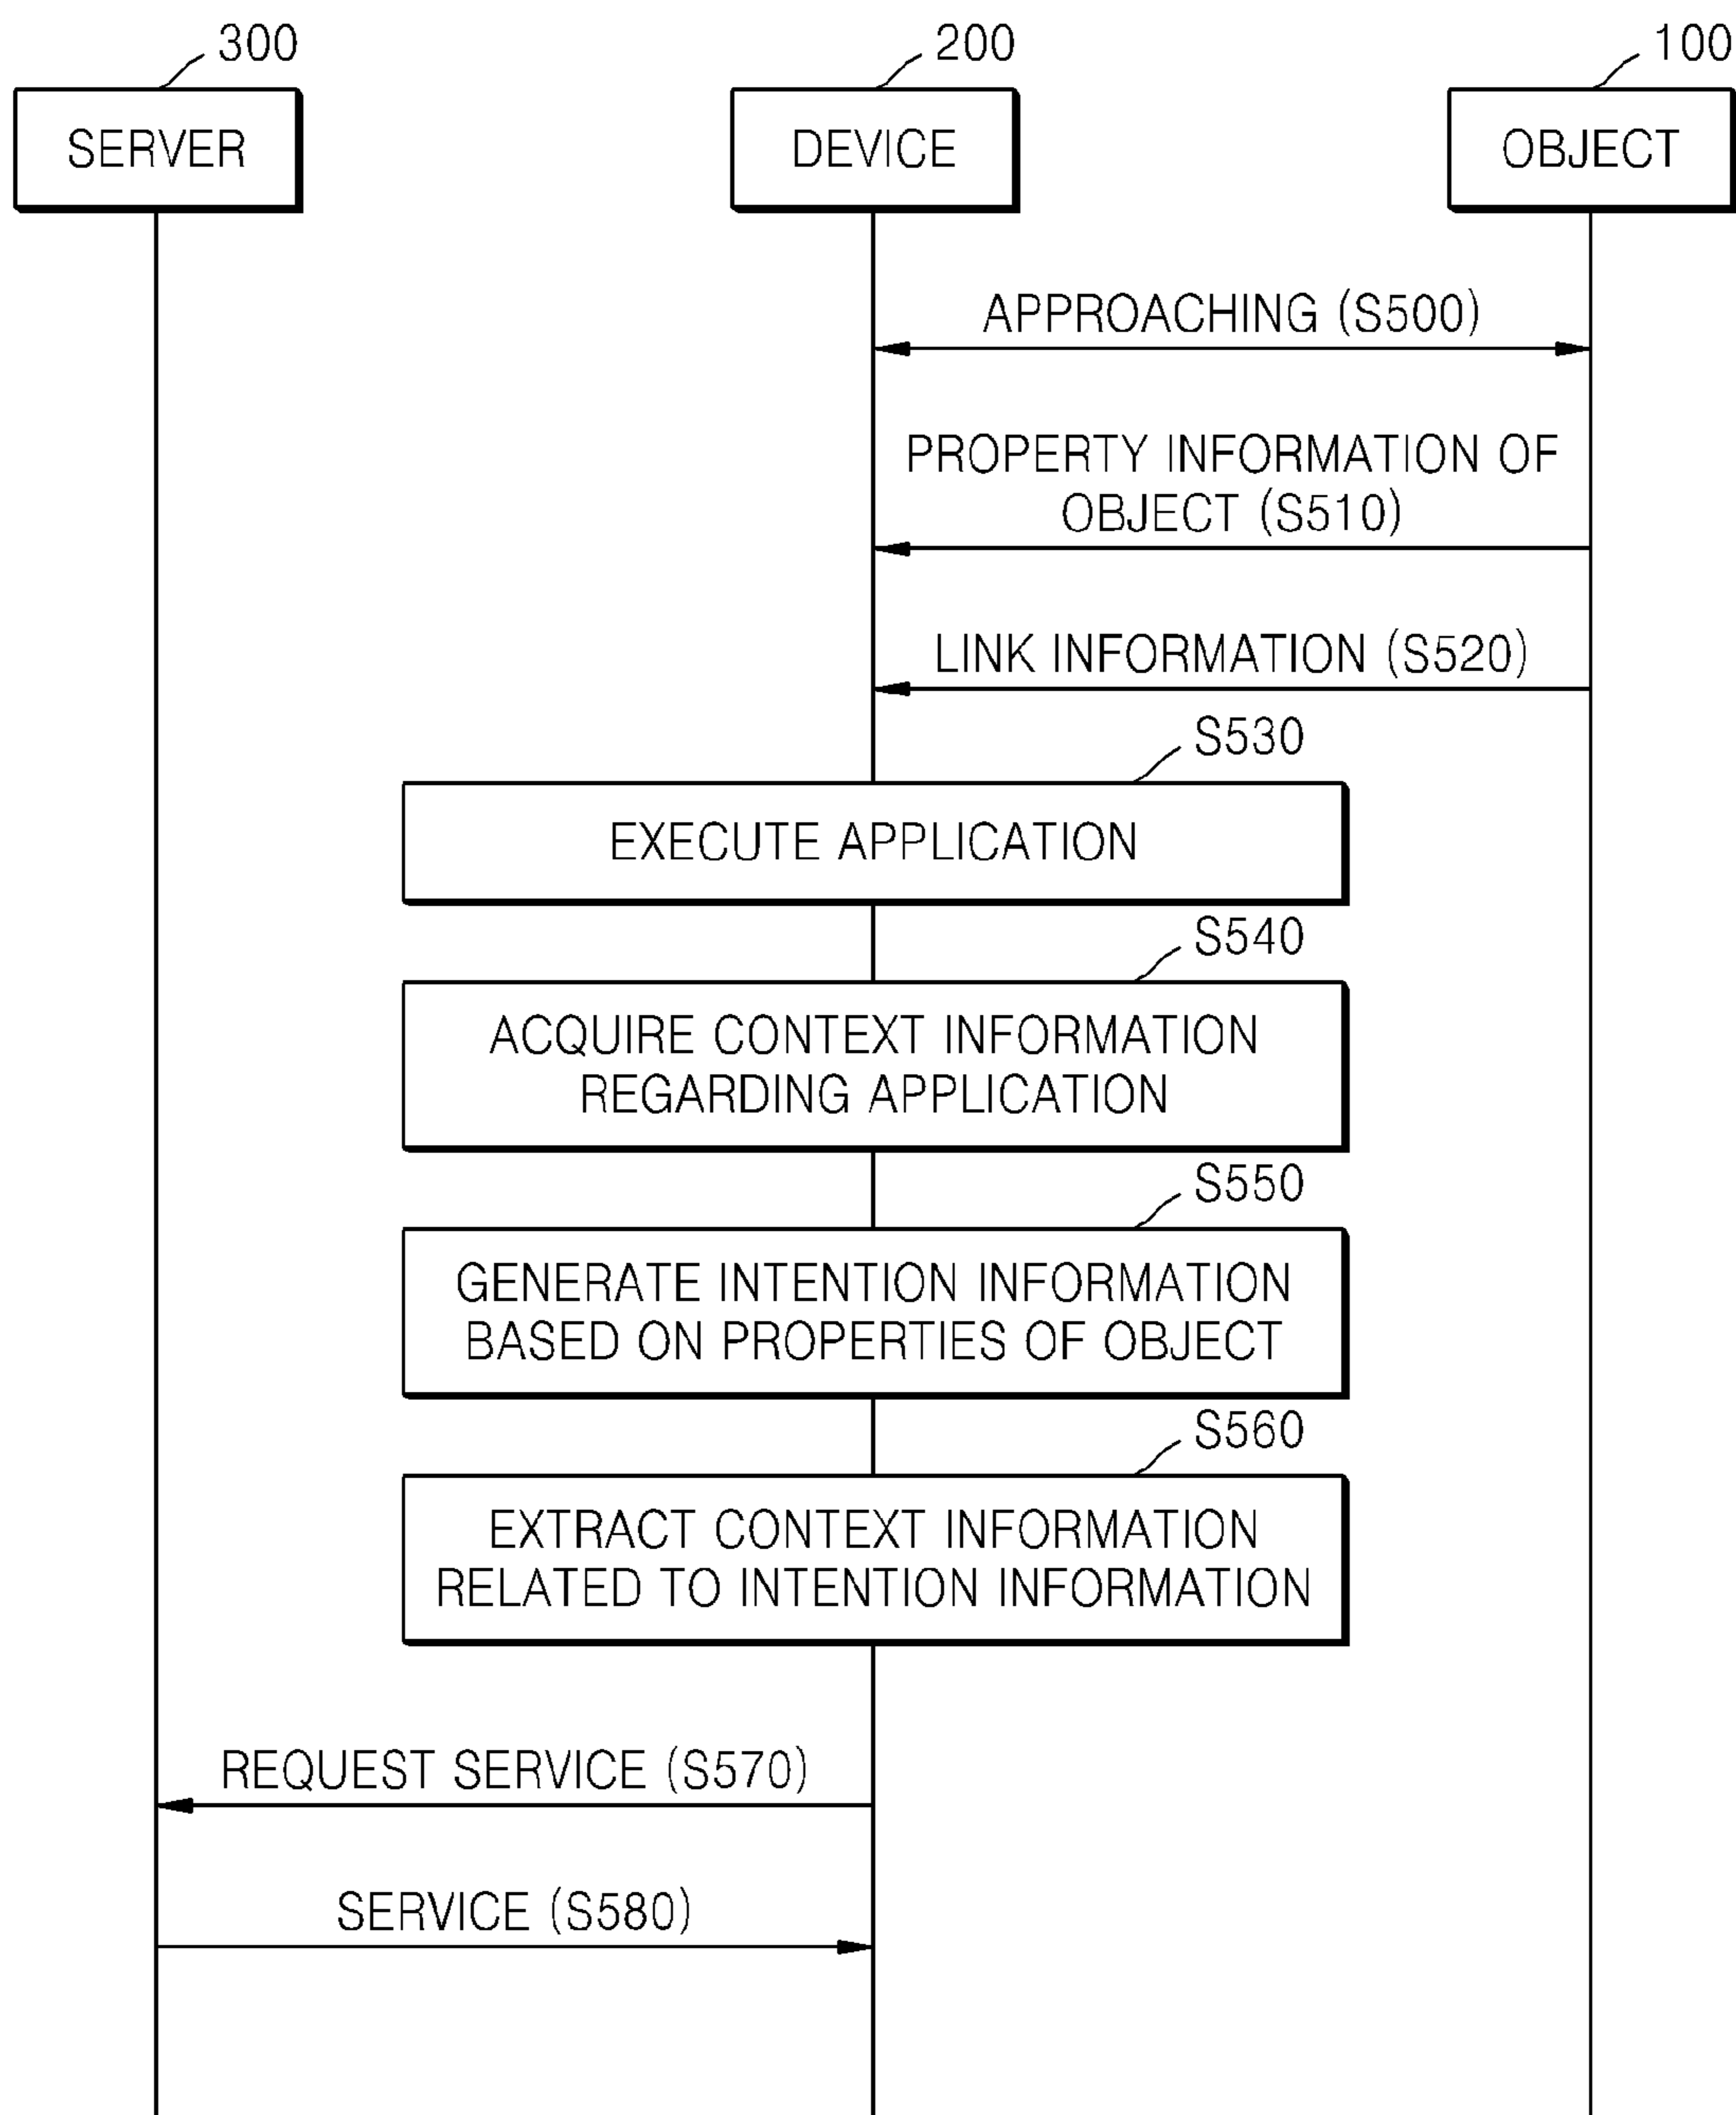 300
200
100
SERVER
DEVICE
OBJECT
APPROACHING (S500)
PROPERTY INFORMATION OF
OBJECT (S510)
LINK INFORMATION (S520)
S530
EXECUTE APPLICATION
S540
ACQUIRE CONTEXT INFORMATION
REGARDING APPLICATION
S550
GENERATE INTENTION INFORMATION
BASED ON PROPERTIES OF OBJECT
S560
EXTRACT CONTEXT INFORMATION
RELATED TO INTENTION INFORMATION
REQUEST SERVICE (S570)
SERVICE (S580)